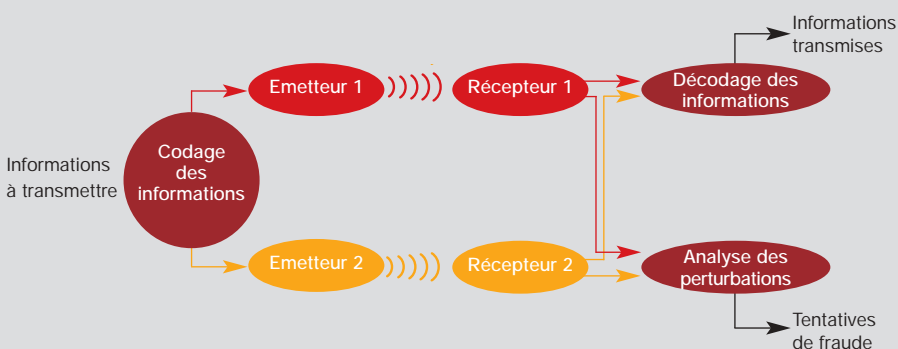 Informations
transmises
Emetteur 1
Récepteur 1
Décodage des
informations
Informations
à transmettre
Codage
des
informations
Emetteur 2
Récepteur 2
Analyse des
perturbations
Tentatives
de fraude